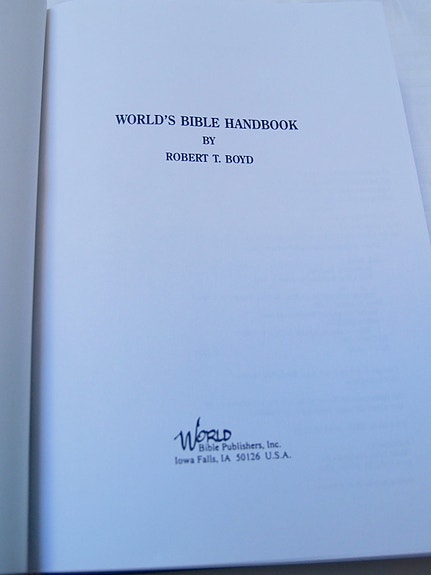 WORLD'S BIBLE HANDBOOK
BY
ROBERT T. BOYD
WORLD
Bible Publishers, Inc.
Iowa Falls, IA 50126 U.S.A.